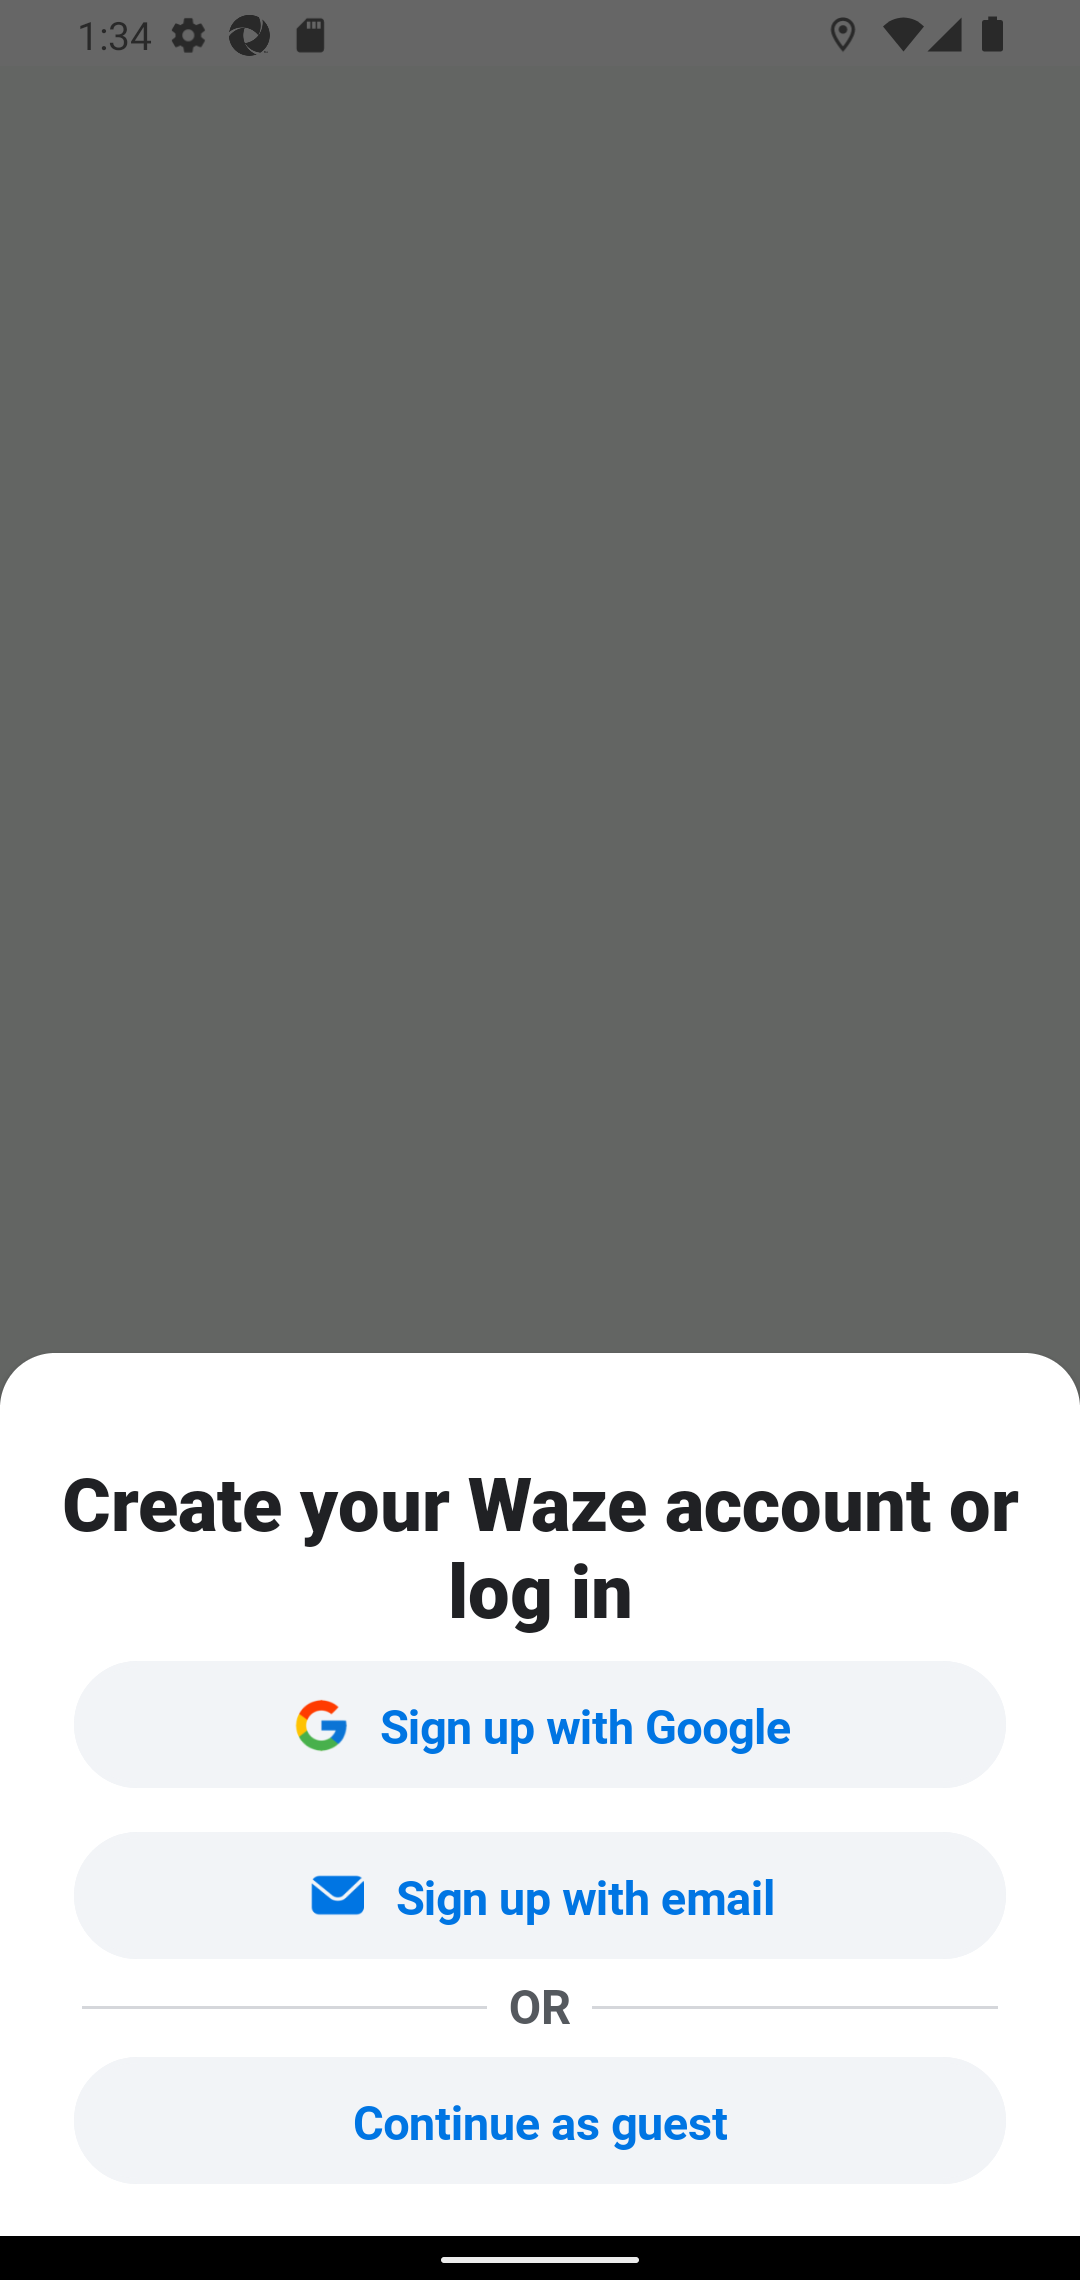 1:34
Create your Waze account or
log in
Sign up with Google
Sign up with email
OR
Continue as guest